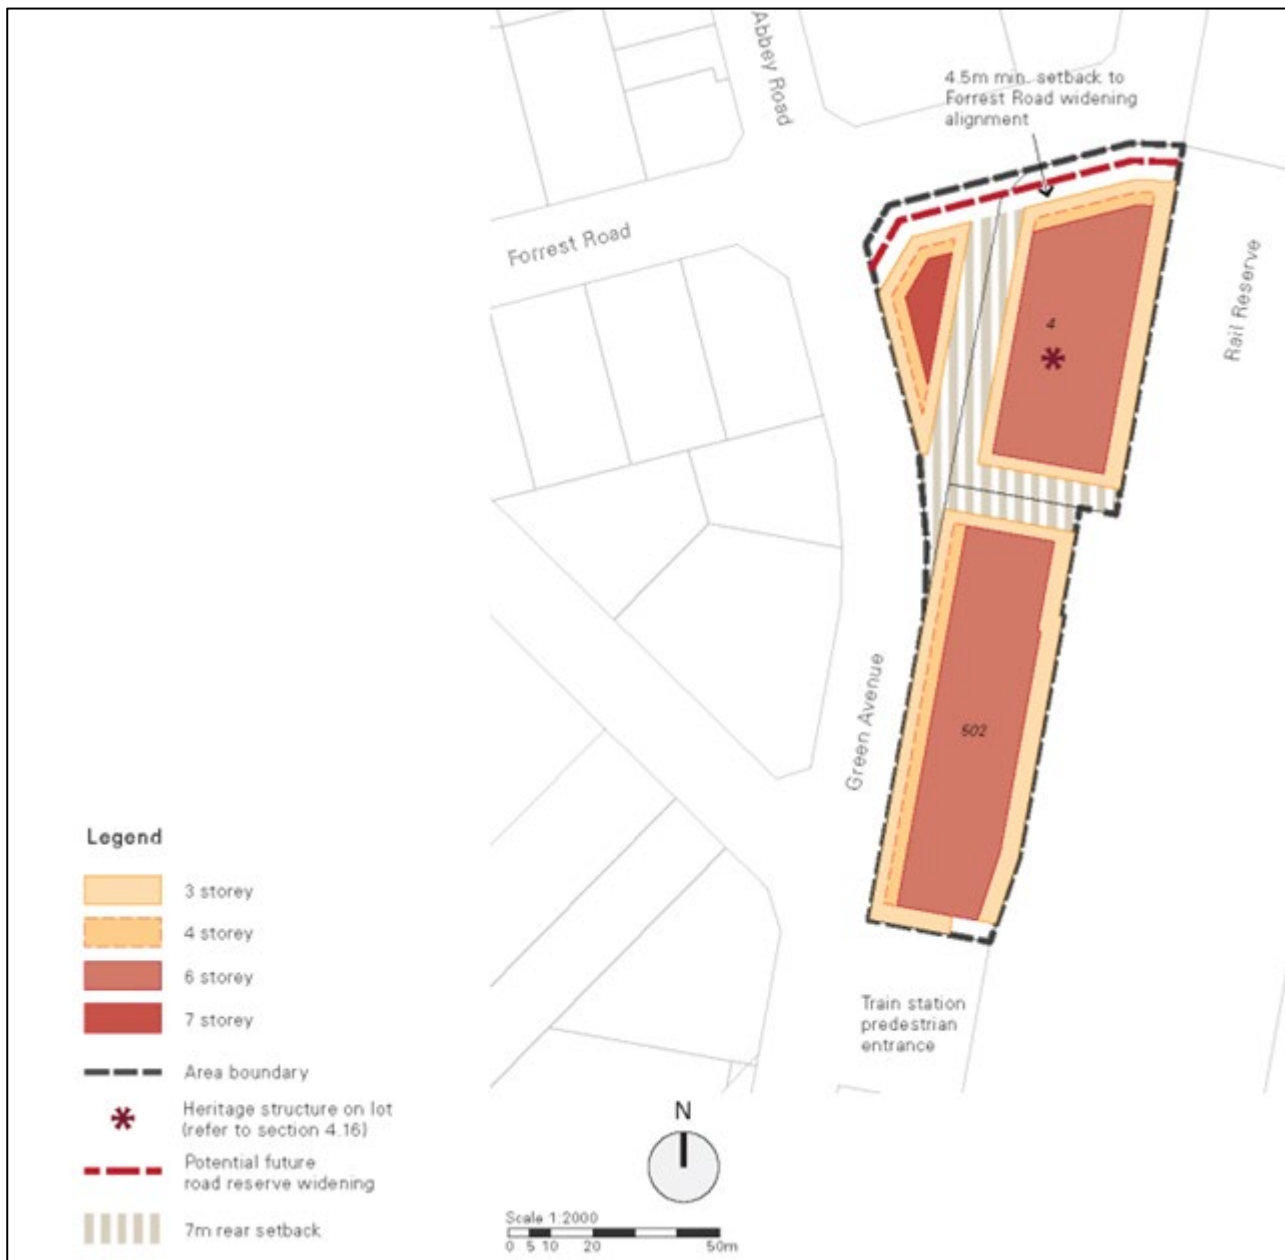 Abbey Road
4.5m min. setback to
Forrest Road widening
alignment
Forrest Road
Rail Reserve
4
Green Avenue
602
Legend
3 storey
4 storey
6 storey
7 storey
Area boundary
Heritage structure on lot
(refer to section 4.16)
Potential future
road reserve widening
7m rear setback
Train station
predestrian
entrance
N
Scale 1:2000
0 5 10 20 50m